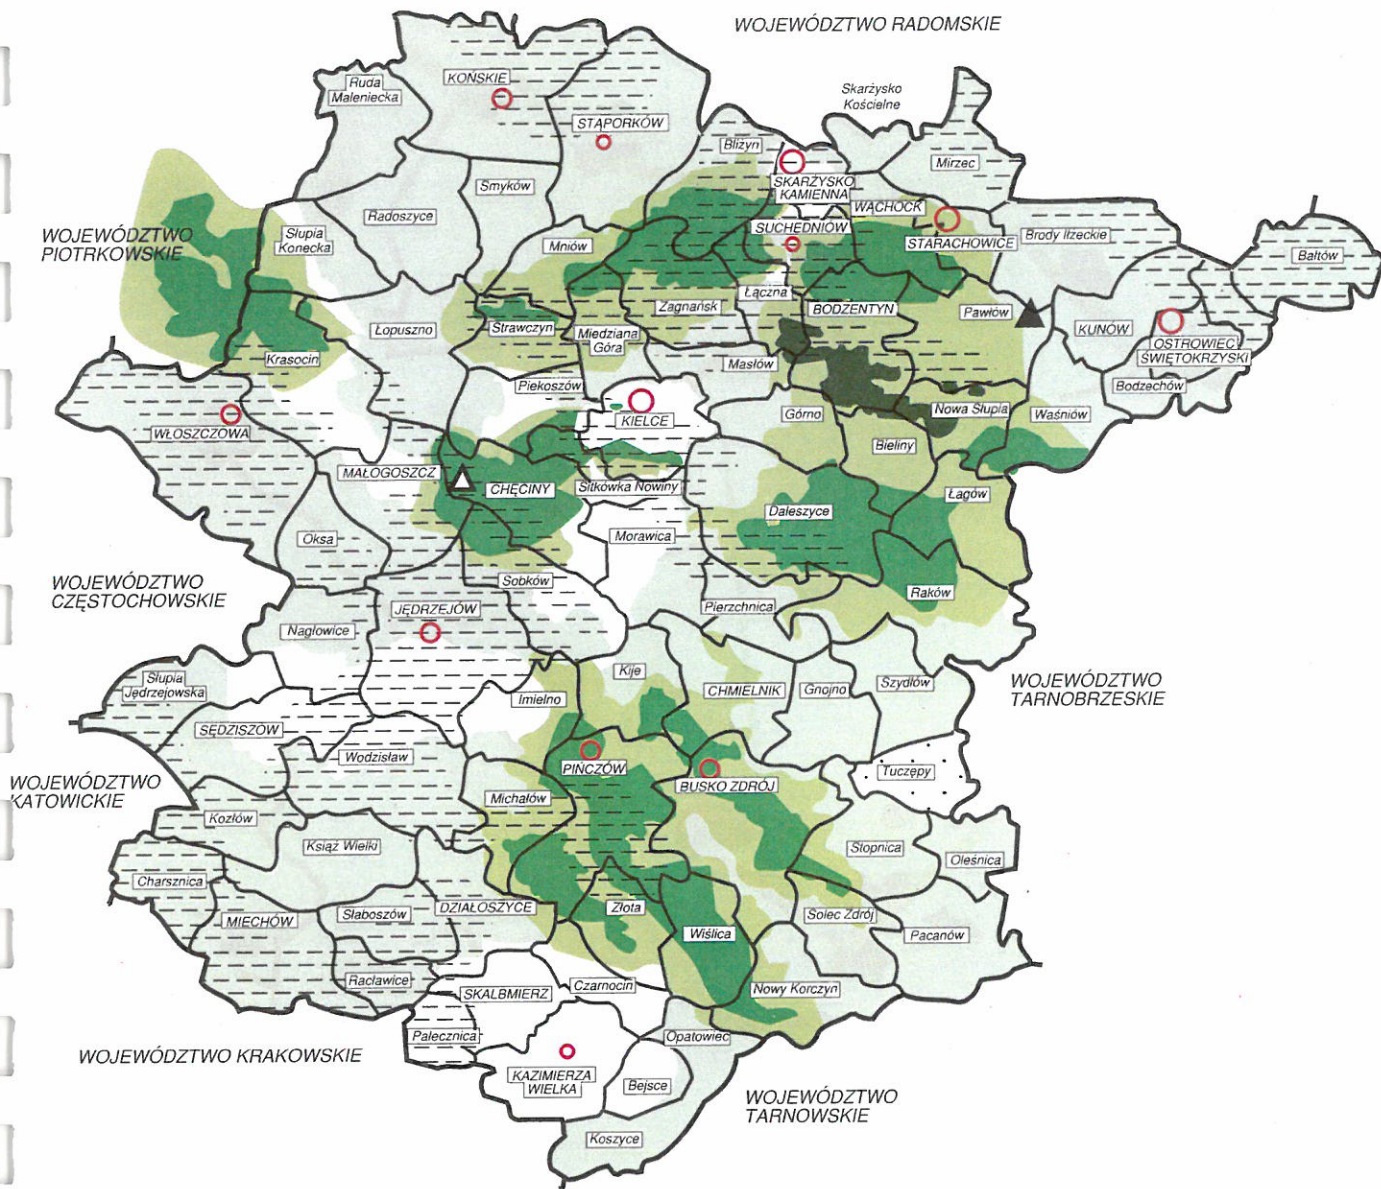 WOJEWÓDZTWO RADOMSKIE
KOŃSKIE
Ruda
Maleniecka
Skarżysko
Kościelne
STĄPORKÓW
Bliżyn
Mirzec
SKARŻYSKO
KAMIENNA
Smyków
WĄCHOCK
Radoszyce
SUCHEDNIÓW
STARACHOWICE
Brody Iłżeckie
WOJEWÓDZTWO
PIOTRKOWSKIE
Słupia
Konecka
Mniów
Bałtów
Łączna
Zagnańsk
BODZENTYN
Pawłów
Łopuszno
Strawczyn
Miedziana
Góra
KUNÓW
OSTROWIEC
ŚWIĘTOKRZYSKI
Krasocin
Masłów
Piekoszów
Bodzechów
Górno
Nowa Słupia
Waśniów
KIELCE
WŁOSZCZOWA
Bieliny
MAŁOGOSZCZ
CHĘCINY
Sitkówka Nowiny
Łagów
Daleszyce
Oksa
Morawica
WOJEWÓDZTWO
CZĘSTOCHOWSKIE
Sobków
Raków
JĘDRZEJÓW
Pierzchnica
Nagłowice
Kije
Słupia
Jędrzejowska
Imielno
CHMIELNIK
Gnojno
Szydłów
WOJEWÓDZTWO
TARNOBRZESKIE
SĘDZISZÓW
Wodzisław
PIŃCZÓW
Tuczępy
WOJEWÓDZTWO
KATOWICKIE
BUSKO ZDRÓJ
Michałów
Kozłów
Książ Wielki
Stopnica
Oleśnica
Charsznica
MIECHÓW
Słaboszów
DZIAŁOSZYCE
Złota
Solec Zdrój
Wiślica
Pacanów
Racławice
SKALBMIERZ
Czarnocin
Nowy Korczyn
Pałecznica
Opatowiec
WOJEWÓDZTWO KRAKOWSKIE
KAZIMIERZA
WIELKA
Bejsce
WOJEWÓDZTWO
TARNOWSKIE
Koszyce